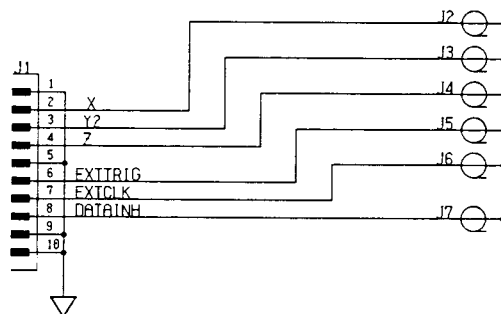 J2
J3
J1
J4
1
2 X
J5
3 Y2
4 Z
J6
5
6 EXTTRIG
7 EXTCLK
8 DATAINH J7
9
10